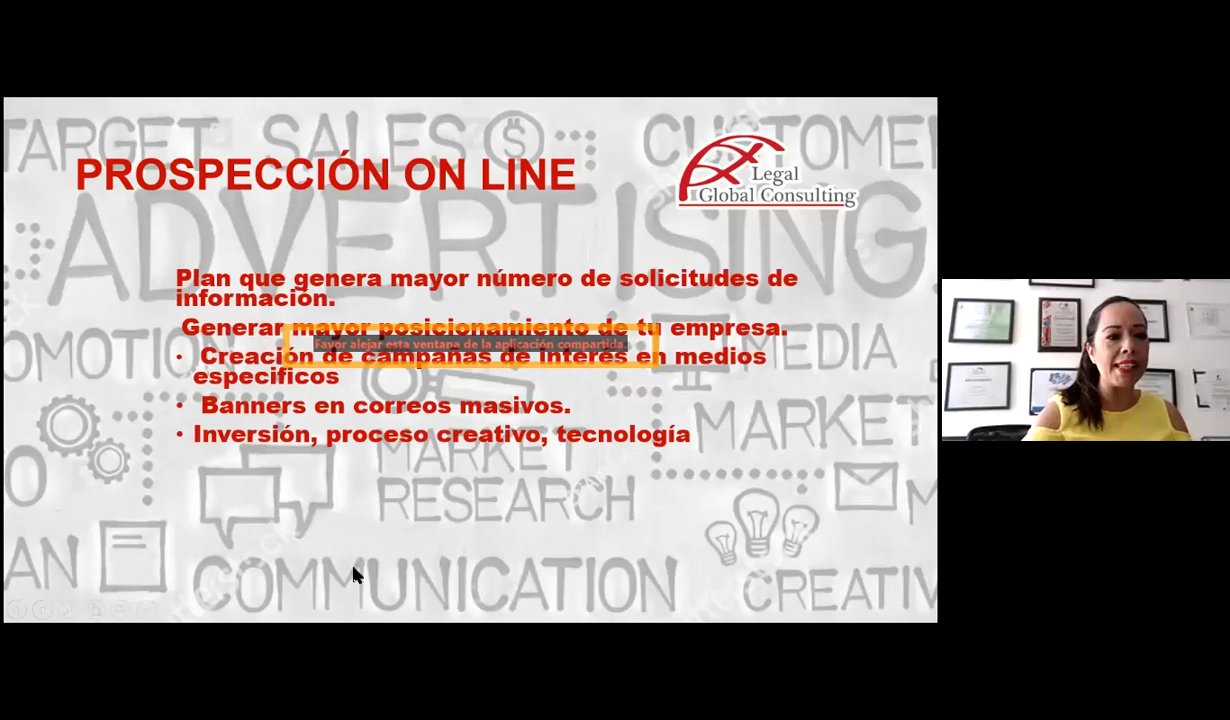 TARGET SALES $ CUSTOMER
PROSPECCIÓN ON LINE
Legal
Global Consulting
ADVERTISING
Plan que genera mayor número de solicitudes de
información.
Generar mayor posicionamiento de tu empresa.
Favor alejar esta ventana de la aplicación compartida.
OMOTION
MEDIA
• Creación de campañas de interés en medios
especificos
• Banners en correos masivos.
MARKET
• Inversión, proceso creativo, tecnología
MARKET
RESEARCH
O
M
AN
COMMUNICATION
CREATIV